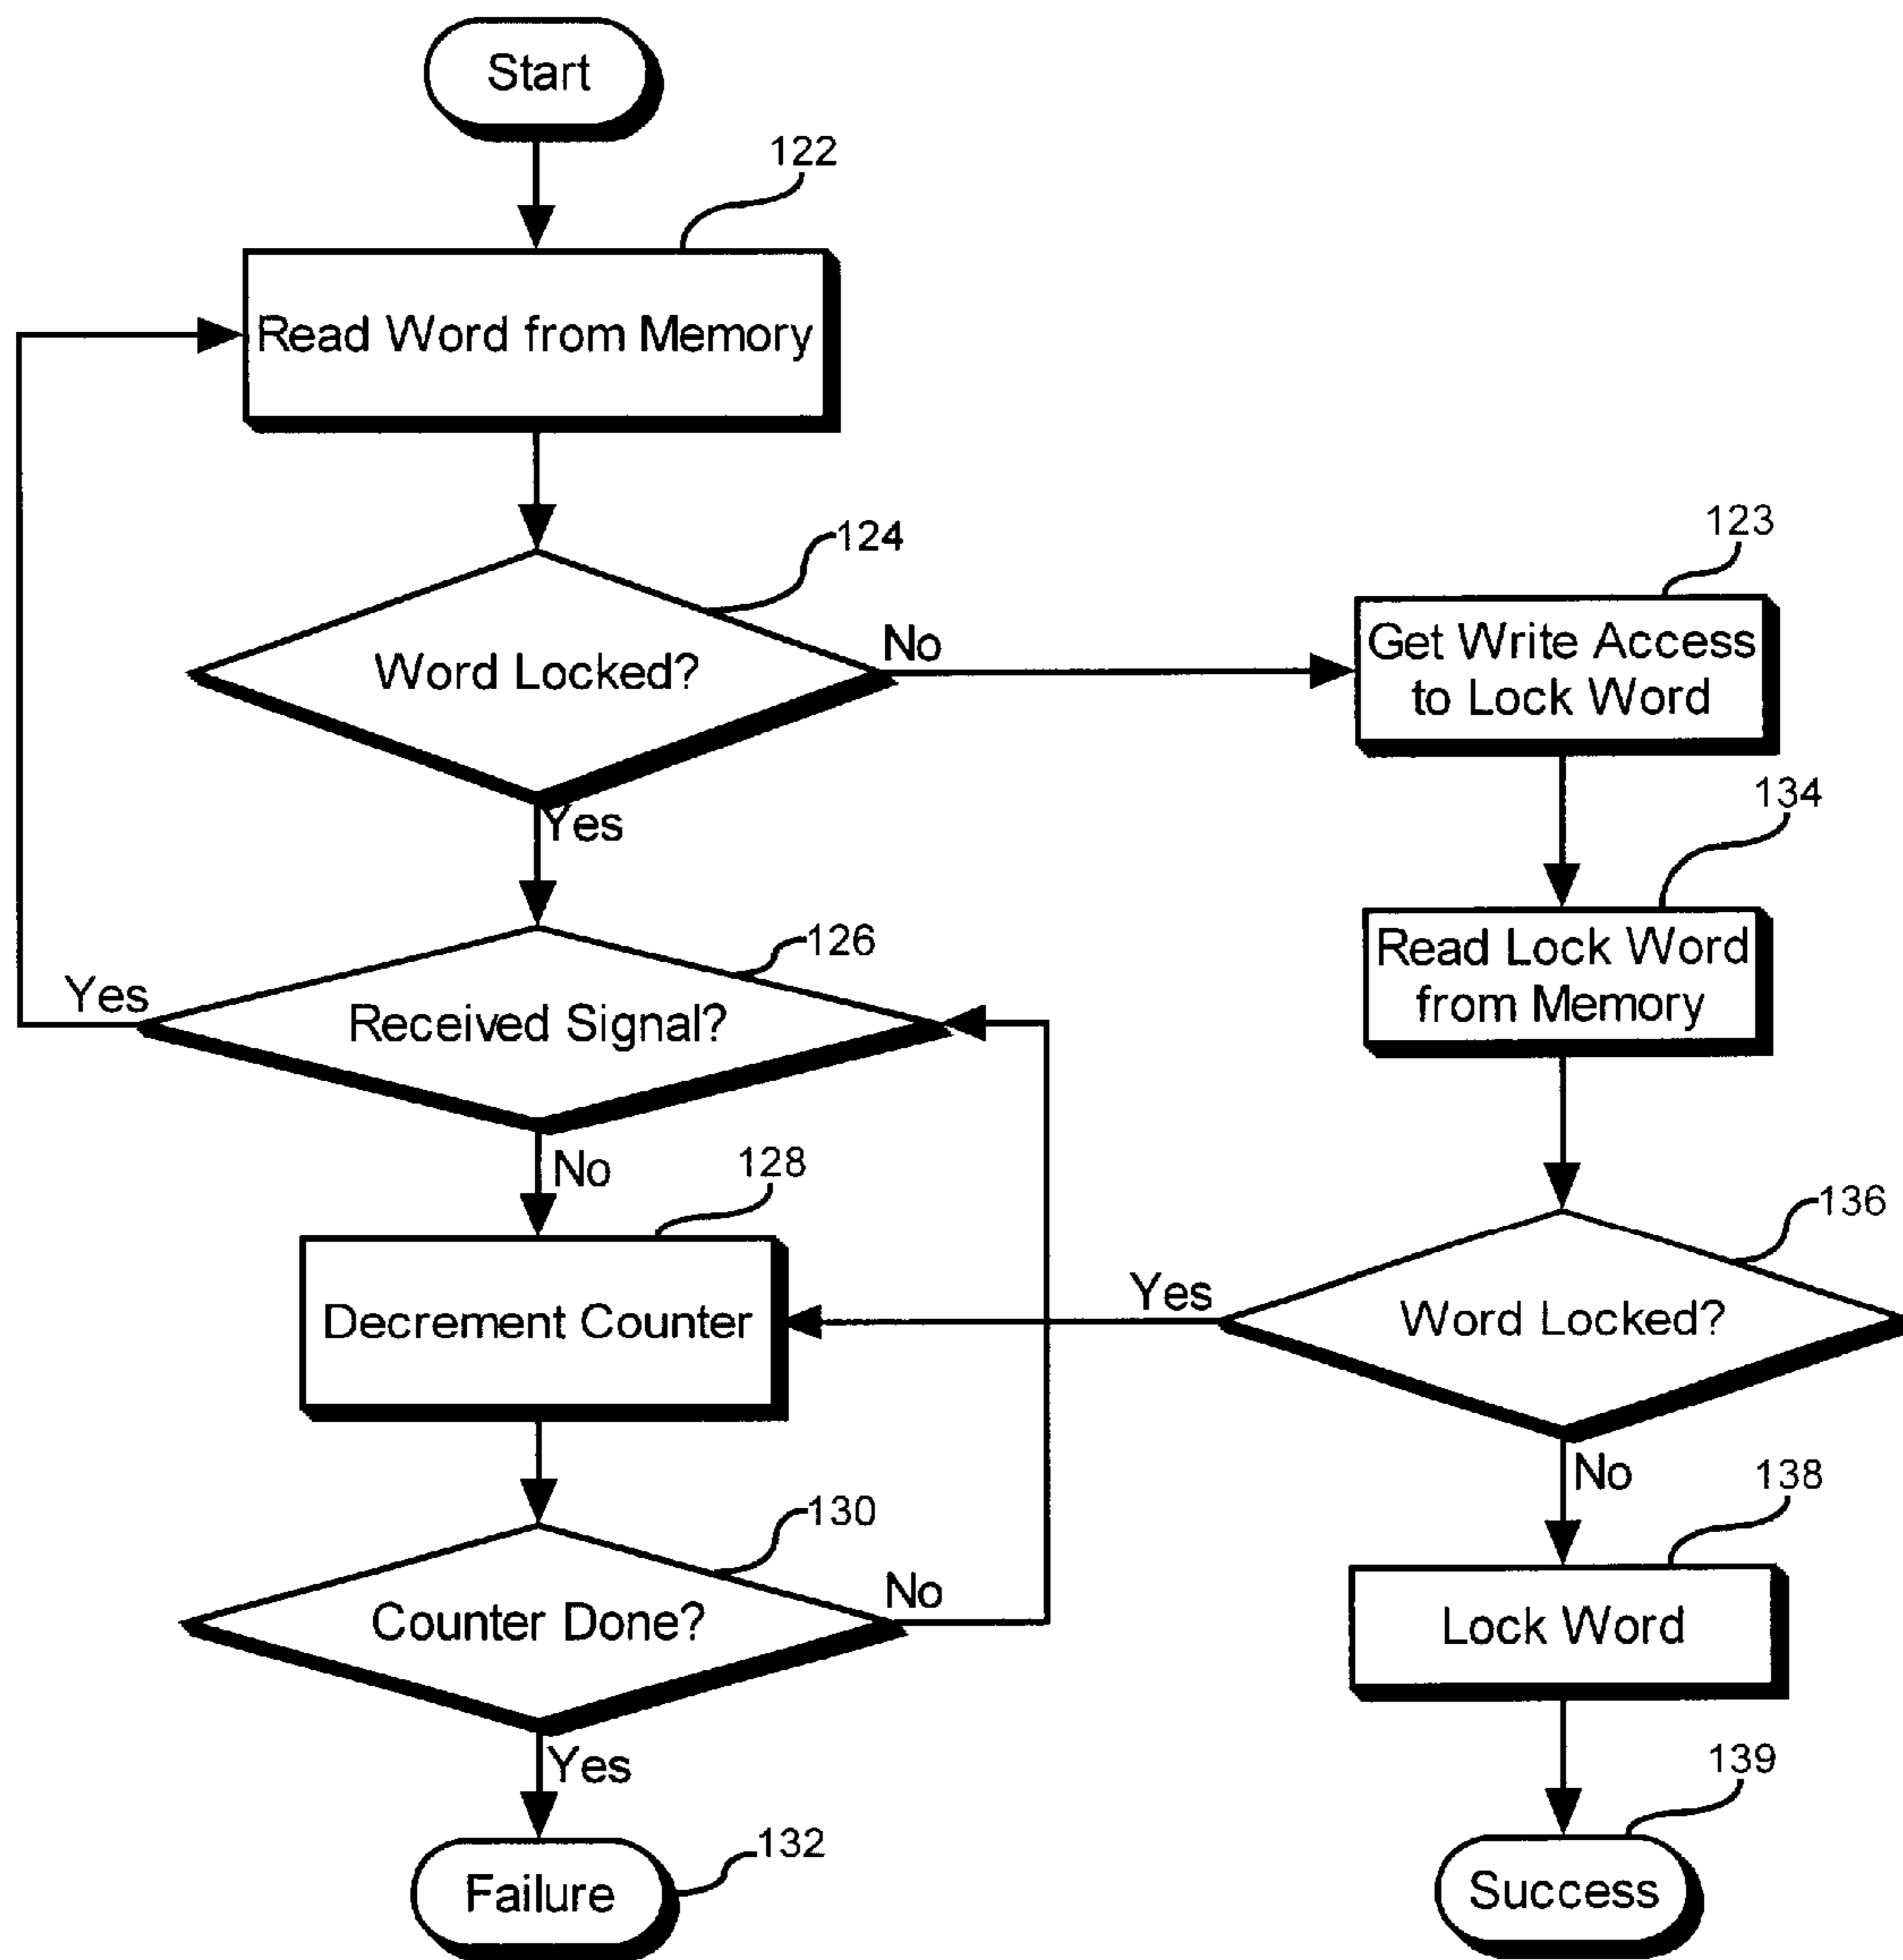 Start
122
Read Word from Memory
124
Word Locked?
No
Yes
123
Get Write Access
to Lock Word
134
Read Lock Word
from Memory
126
Received Signal?
Yes
No
128
Decrement Counter
136
Word Locked?
Yes
No
130
Counter Done?
No
Yes
138
Lock Word
132
Failure
139
Success